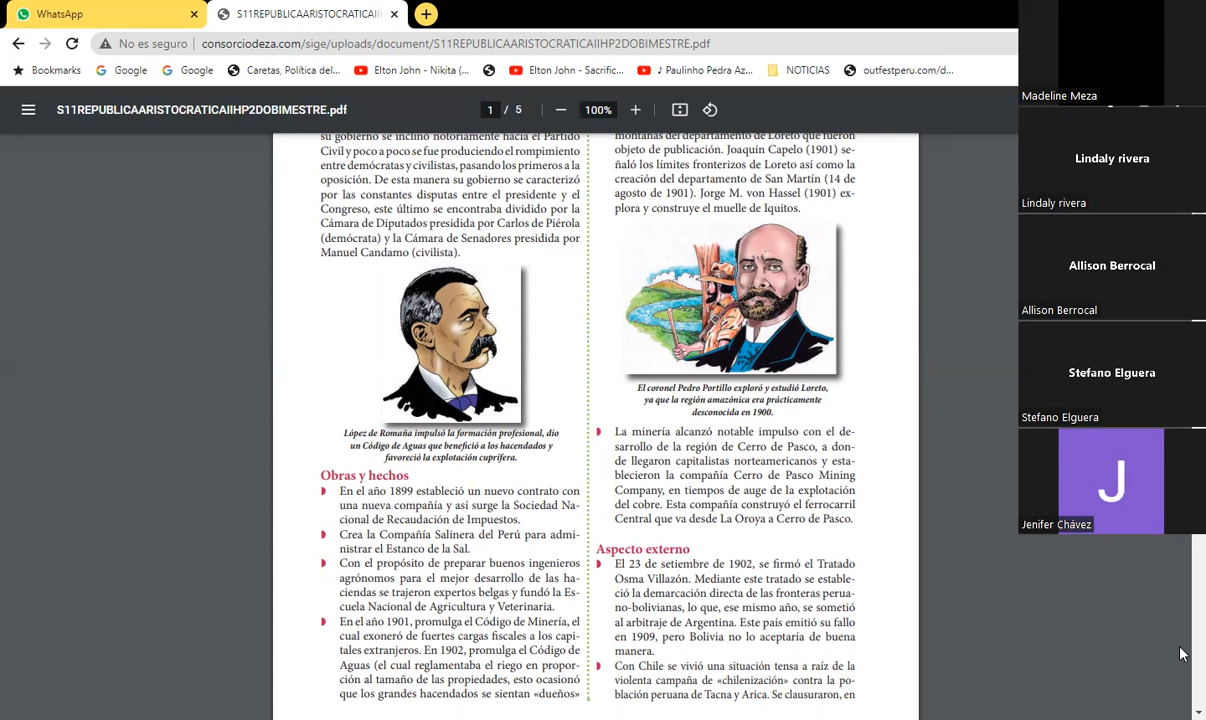 WhatsApp
S11REPUBLICAARISTOCRATICAII
No es seguro
consorciodeza.com/sige/uploads/document/S11REPUBLICAARISTOCRATICAIIHP2DOBIMESTRE.pdf
Bookmarks
Google
Google
Caretas, Política del...
Elton John - Nikita (...
Elton John - Sacrific...
♪ Paulinho Pedra Az...
NOTICIAS
outfestperu.com/d...
S11REPUBLICAARISTOCRATICAIIHP2DOBIMESTRE.pdf
1 / 5
100%
su gobierno se inclinó notoriamente hacia el Partido
Civil y poco a poco se fue produciendo el rompimiento
entre demócratas y civilistas, pasando los primeros a la
oposición. De esta manera su gobierno se caracterizó
por las constantes disputas entre el presidente y el
Congreso, este último se encontraba dividido por la
Cámara de Diputados presidida por Carlos de Piérola
(demócrata) y la Cámara de Senadores presidida por
Manuel Candamo (civilista).
López de Romaña impulsó la formación profesional, dio
un Código de Aguas que benefició a los hacendados y
favoreció la explotación cuprífera.
Obras y hechos
En el año 1899 estableció un nuevo contrato con
una nueva compañía y así surge la Sociedad Na-
cional de Recaudación de Impuestos.
Crea la Compañía Salinera del Perú para admi-
nistrar el Estanco de la Sal.
Con el propósito de preparar buenos ingenieros
agrónomos para el mejor desarrollo de las ha-
ciendas se trajeron expertos belgas y fundó la Es-
cuela Nacional de Agricultura y Veterinaria.
En el año 1901, promulga el Código de Minería, el
cual exoneró de fuertes cargas fiscales a los capi-
tales extranjeros. En 1902, promulga el Código de
Aguas (el cual reglamentaba el riego en propor-
ción al tamaño de las propiedades, esto ocasionó
que los grandes hacendados se sientan «dueños»
montañas del departamento de Loreto que fueron
objeto de publicación. Joaquín Capelo (1901) se-
ñaló los límites fronterizos de Loreto así como la
creación del departamento de San Martín (14 de
agosto de 1901). Jorge M. von Hassel (1901) ex-
plora y construye el muelle de Iquitos.
El coronel Pedro Portillo exploró y estudió Loreto,
ya que la región amazónica era prácticamente
desconocida en 1900.
La minería alcanzó notable impulso con el de-
sarrollo de la región de Cerro de Pasco, a don-
de llegaron capitalistas norteamericanos y esta-
blecieron la compañía Cerro de Pasco Mining
Company, en tiempos de auge de la explotación
del cobre. Esta compañía construyó el ferrocarril
Central que va desde La Oroya a Cerro de Pasco.
Aspecto externo
El 23 de setiembre de 1902, se firmó el Tratado
Osma Villazón. Mediante este tratado se estable-
ció la demarcación directa de las fronteras perua-
no-bolivianas, lo que, ese mismo año, se sometió
al arbitraje de Argentina. Este país emitió su fallo
en 1909, pero Bolivia no lo aceptaría de buena
manera.
Con Chile se vivió una situación tensa a raíz de la
violenta campaña de «chilenización» contra la po-
blación peruana de Tacna y Arica. Se clausuraron, en
Madeline Meza
Lindaly rivera
Lindaly rivera
Allison Berrocal
Allison Berrocal
Stefano Elguera
Stefano Elguera
J
Jenifer Chávez